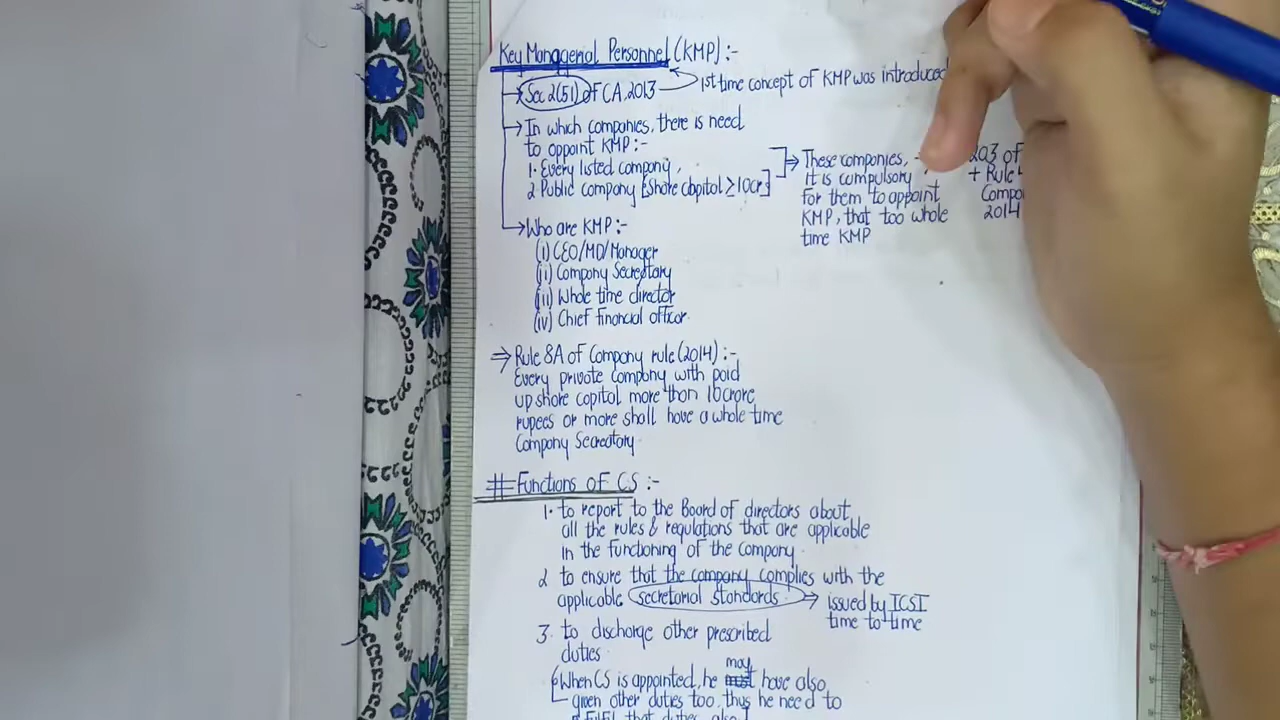 Key Managerial Personnel (KMP) :-
Sec 2(51) of CA, 2013 → 1st time concept of KMP was introduced
In which companies, there is need
to appoint KMP :-
1. Every listed company,
2 Public company [Share capital ≥ 10cr]
These companies,
it is compulsory
for them to appoint
KMP, that too whole
time KMP
203 of
+ Rule
Compa
2014
Who are KMP :-
(i) CEO/MD/Manager
(ii) Company Secreatary
(iii) Whole time director
(iv) Chief financial officer.
⇒ Rule 8A of Company rule (2014) :-
Every private company with paid
up share capital more than 10 crore
rupees or more shall have a whole time
Company Secreatary.
# Functions of CS :-
1. to report to the Board of directors about
all the rules & regulations that are applicable
in the functioning of the company.
2 to ensure that the company complies with the
applicable secretarial standards. → issued by ICSI
time to time
3. to discharge other prescribed
duties.
When CS is appointed, he may have also
given other duties too. thus he need to